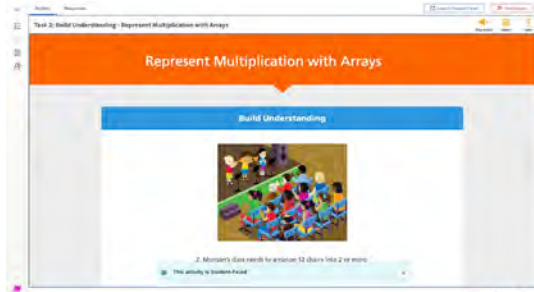 Task 2: Build Understanding - Represent Multiplication with Arrays
Represent Multiplication with Arrays
Build Understanding
2. class needs to arrange 12 chairs into 2 or more
This activity is Student-Paced